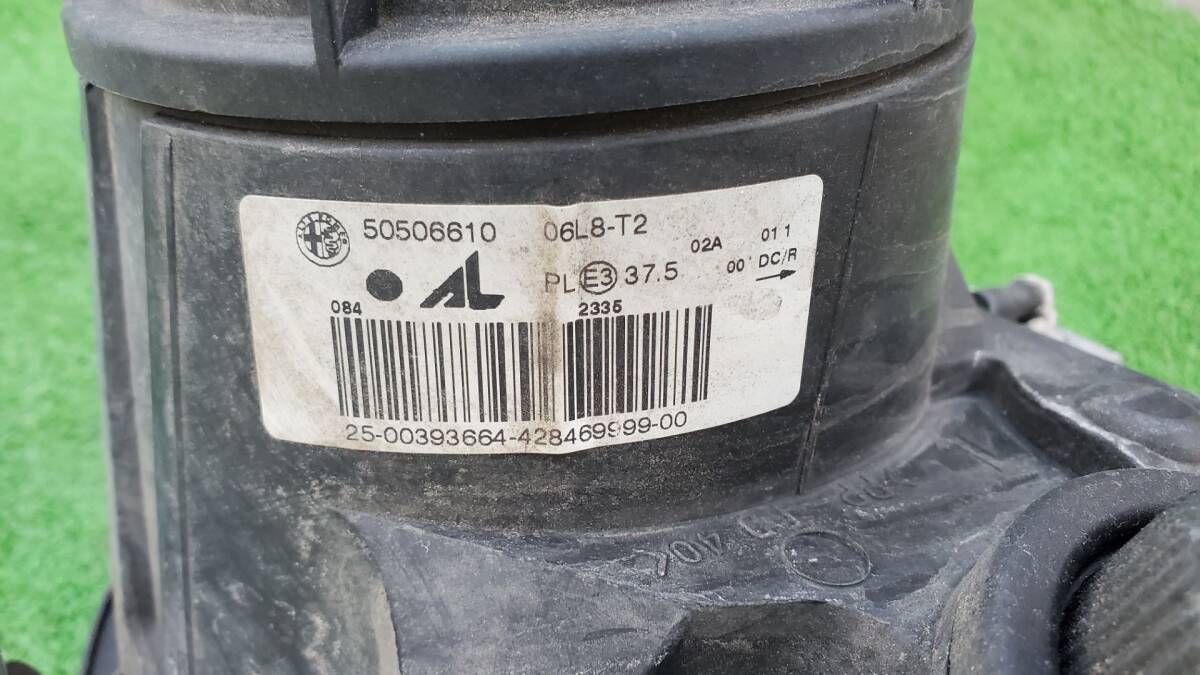 50506610 06L8-T2
02A 01 1
PL E3 37.5 00 DC/R
AL
084 2335
25-00393664-428469999-00